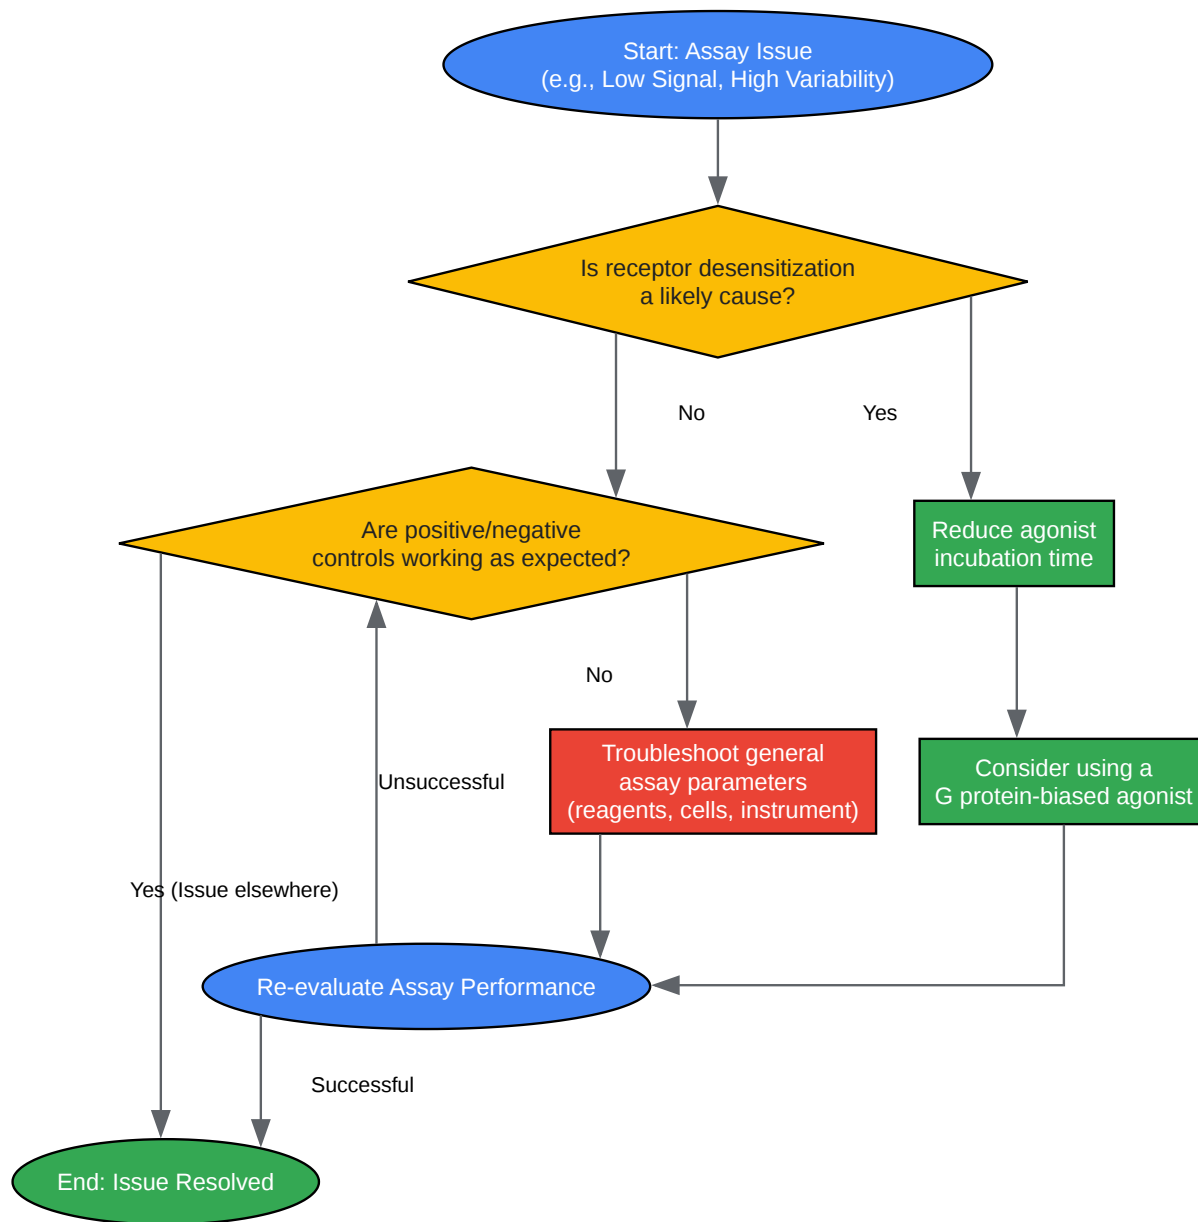 Start: Assay Issue
(e.g., Low Signal, High Variability)
Is receptor desensitization
a likely cause?
No
Yes
Are positive/negative
controls working as expected?
Reduce agonist
incubation time
No
Troubleshoot general
assay parameters
(reagents, cells, instrument)
Consider using a
G protein-biased agonist
Unsuccessful
Yes (Issue elsewhere)
Re-evaluate Assay Performance
Successful
End: Issue Resolved